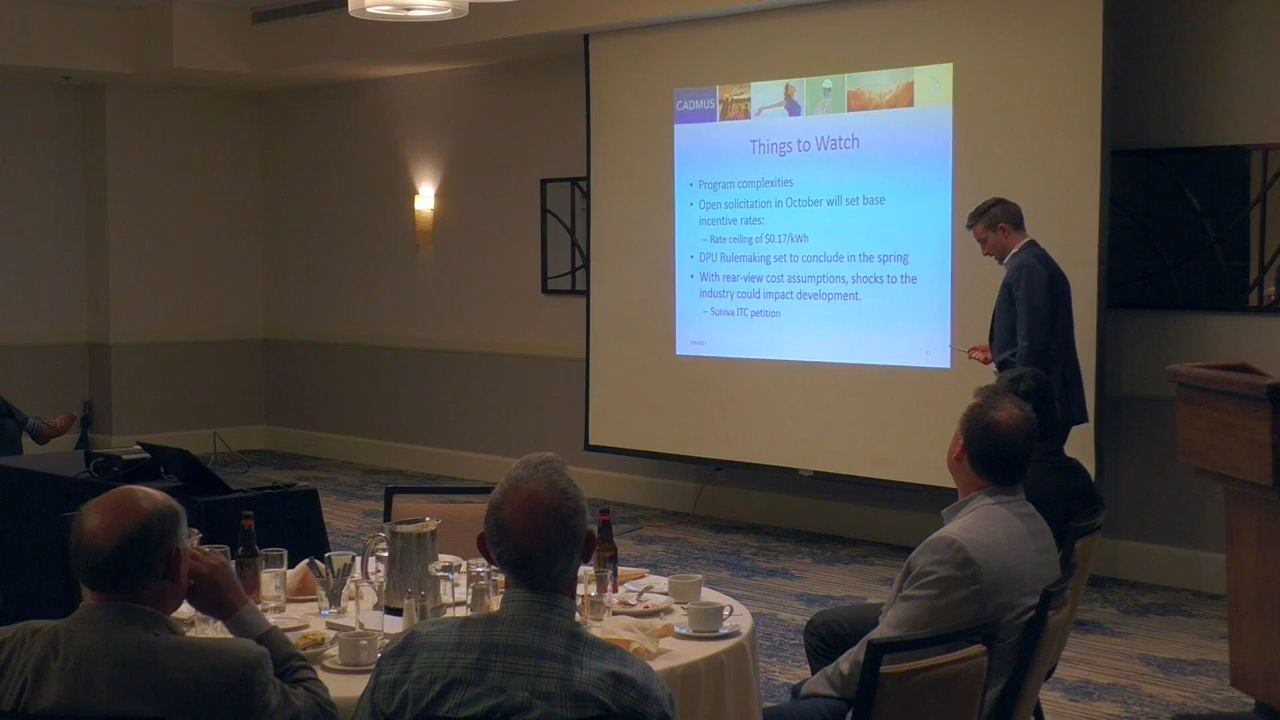 CADMUS
Things to Watch
• Program complexities
• Open solicitation in October will set base
incentive rates:
– Rate ceiling of $0.17/kWh
• DPU Rulemaking set to conclude in the spring
• With rear-view cost assumptions, shocks to the
industry could impact development.
– Suniva ITC petition